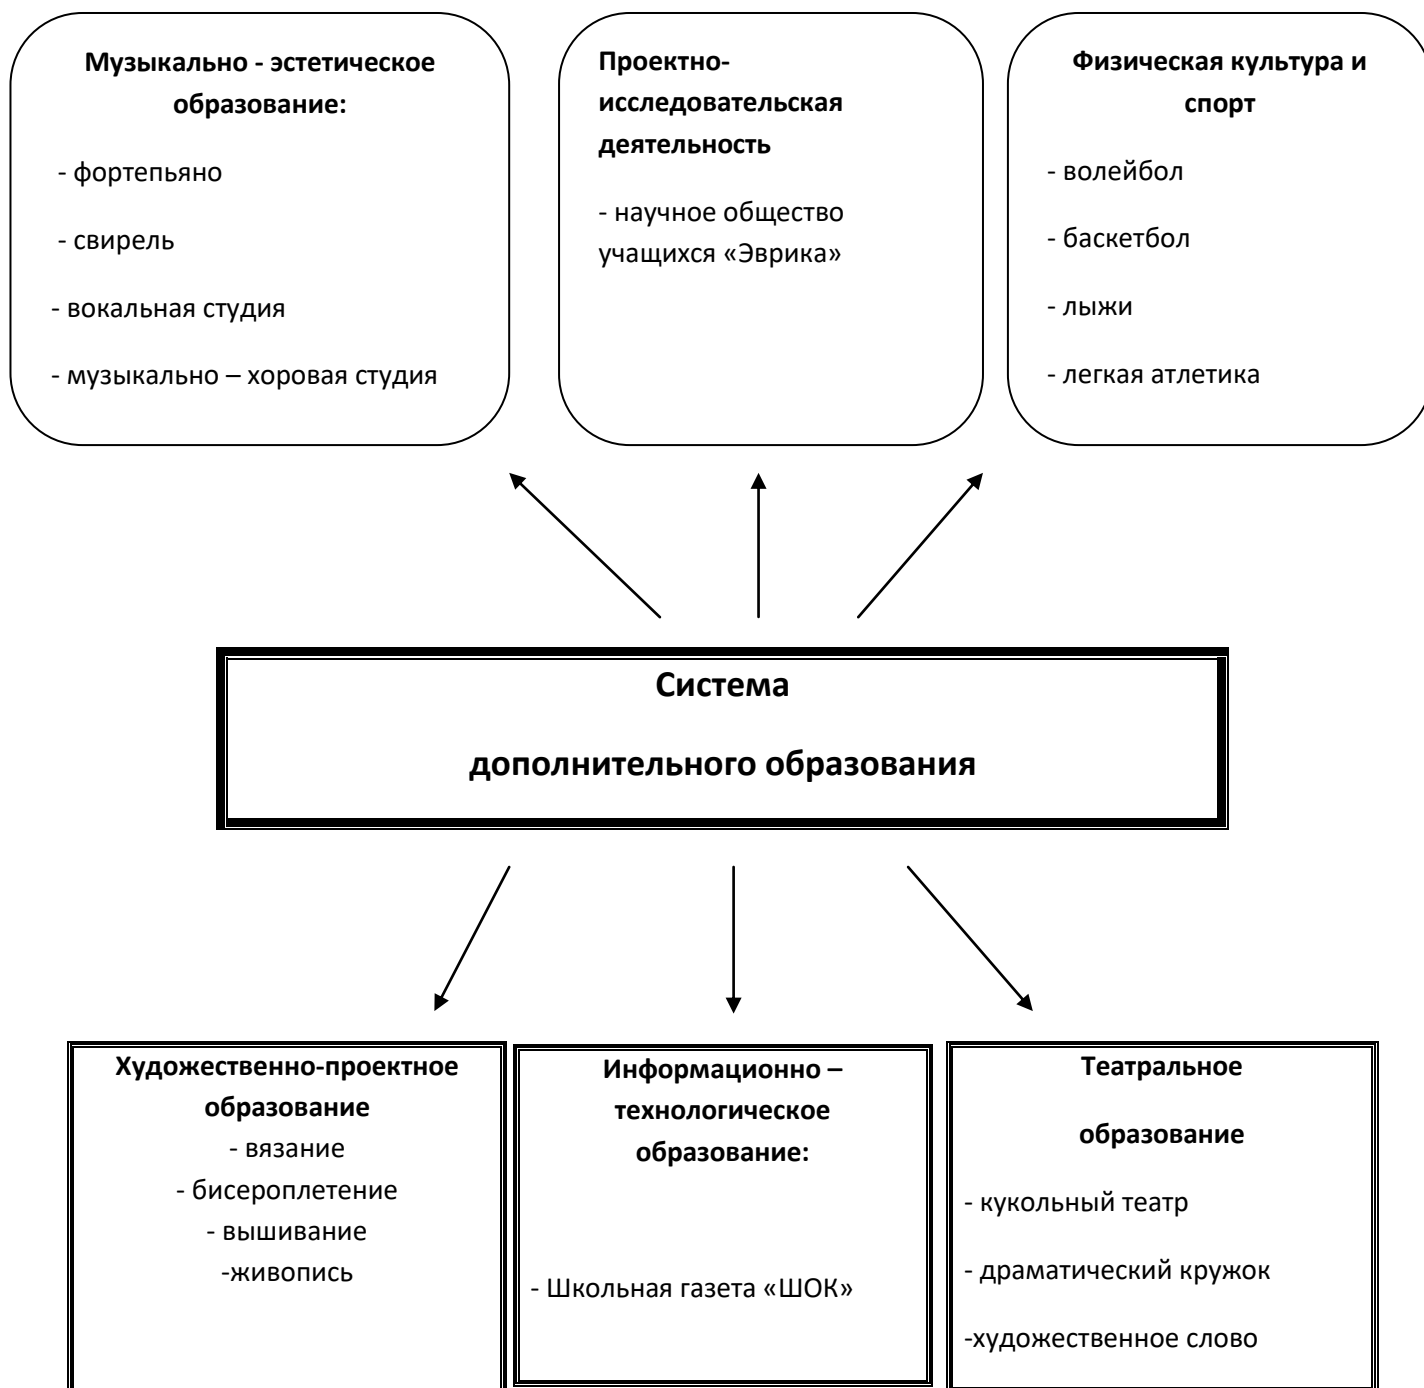 Музыкально - эстетическое
образование:
- фортепьяно
- свирель
- вокальная студия
- музыкально – хоровая студия
Проектно-
исследовательская
деятельность
- научное общество
учащихся «Эврика»
Физическая культура и
спорт
- волейбол
- баскетбол
- лыжи
- легкая атлетика
Система
дополнительного образования
Художественно-проектное
образование
- вязание
- бисероплетение
- вышивание
-живопись
Информационно –
технологическое
образование:
- Школьная газета «ШОК»
Театральное
образование
- кукольный театр
- драматический кружок
-художественное слово